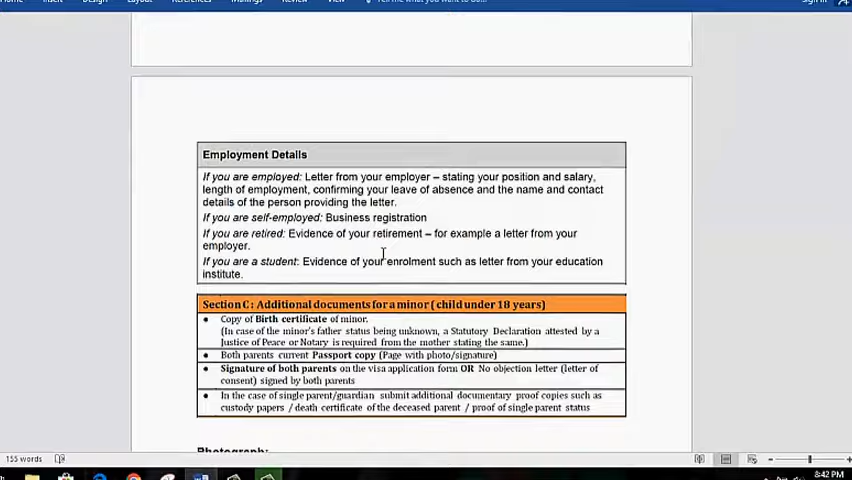 Employment Details
If you are employed: Letter from your employer – stating your position and salary,
length of employment, confirming your leave of absence and the name and contact
details of the person providing the letter.
If you are self-employed: Business registration
If you are retired: Evidence of your retirement – for example a letter from your
employer.
If you are a student: Evidence of your enrolment such as letter from your education
institute.
Section C: Additional documents for a minor ( child under 18 years)
● Copy of Birth certificate of minor.
(In case of the minor's father status being unknown, a Statutory Declaration attested by a
Justice of Peace or Notary is required from the mother stating the same.)
● Both parents current Passport copy (Page with photo/signature)
● Signature of both parents on the visa application form OR No objection letter (letter of
consent) signed by both parents
● In the case of single parent/guardian submit additional documentary proof copies such as
custody papers / death certificate of the deceased parent / proof of single parent status
Photograph:
155 words
8:42 PM